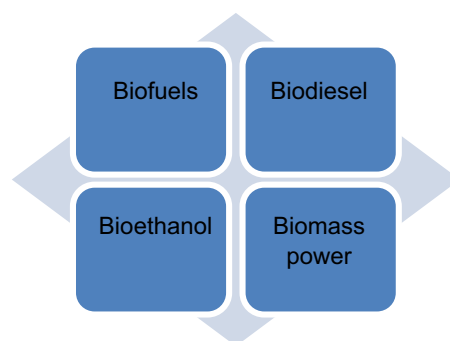 Biofuels
Biodiesel
Bioethanol
Biomass
power